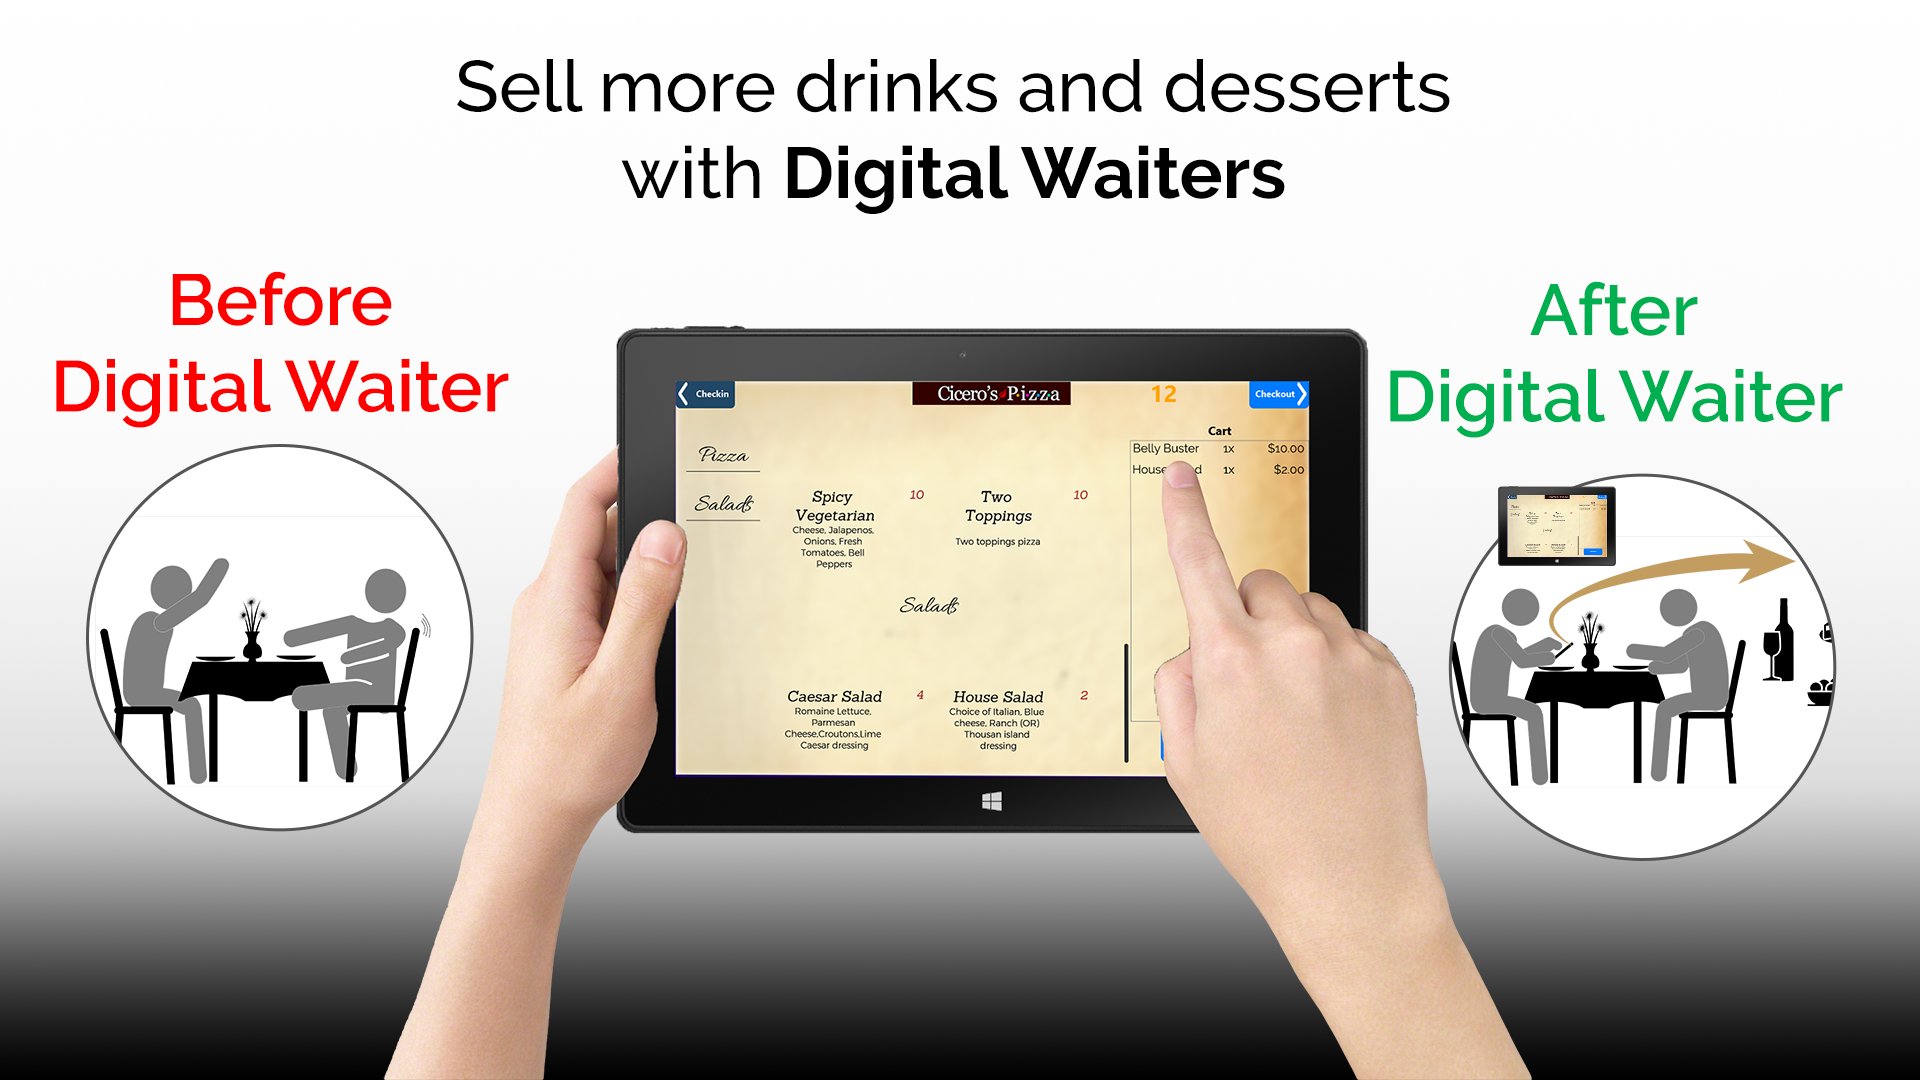 Sell more drinks and desserts
with Digital Waiters
Before
Digital Waiter
After
Digital Waiter
Checkin
Cicero's Pizza
12
Checkout
Cart
Belly Buster 1x $10.00
House 1x $2.00
Pizza
Salads
Spicy
Vegetarian
10
Cheese, Jalapenos,
Onions, Fresh
Tomatoes, Bell
Peppers
Two
Toppings
10
Two toppings pizza
Salads
Caesar Salad
4
Romaine Lettuce,
Parmesan
Cheese,Croutons,Lime
Caesar dressing
House Salad
2
Choice of Italian, Blue
cheese, Ranch (OR)
Thousan island
dressing